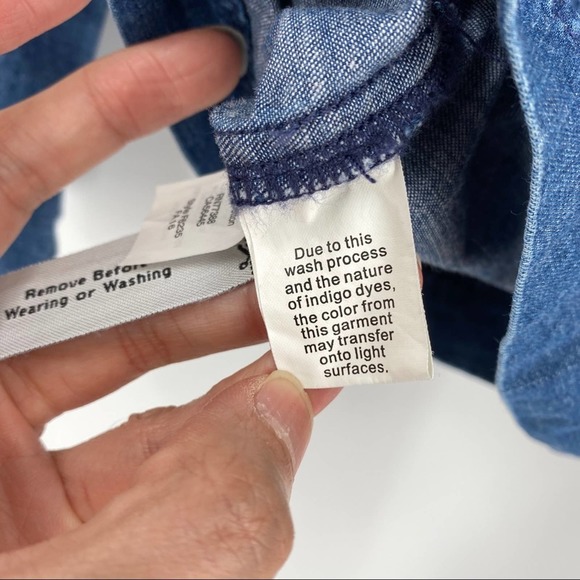 Due to this
wash process
and the nature
of indigo dyes,
the color from
this garment
may transfer
onto light
surfaces.
Remove Before
Wearing or Washing